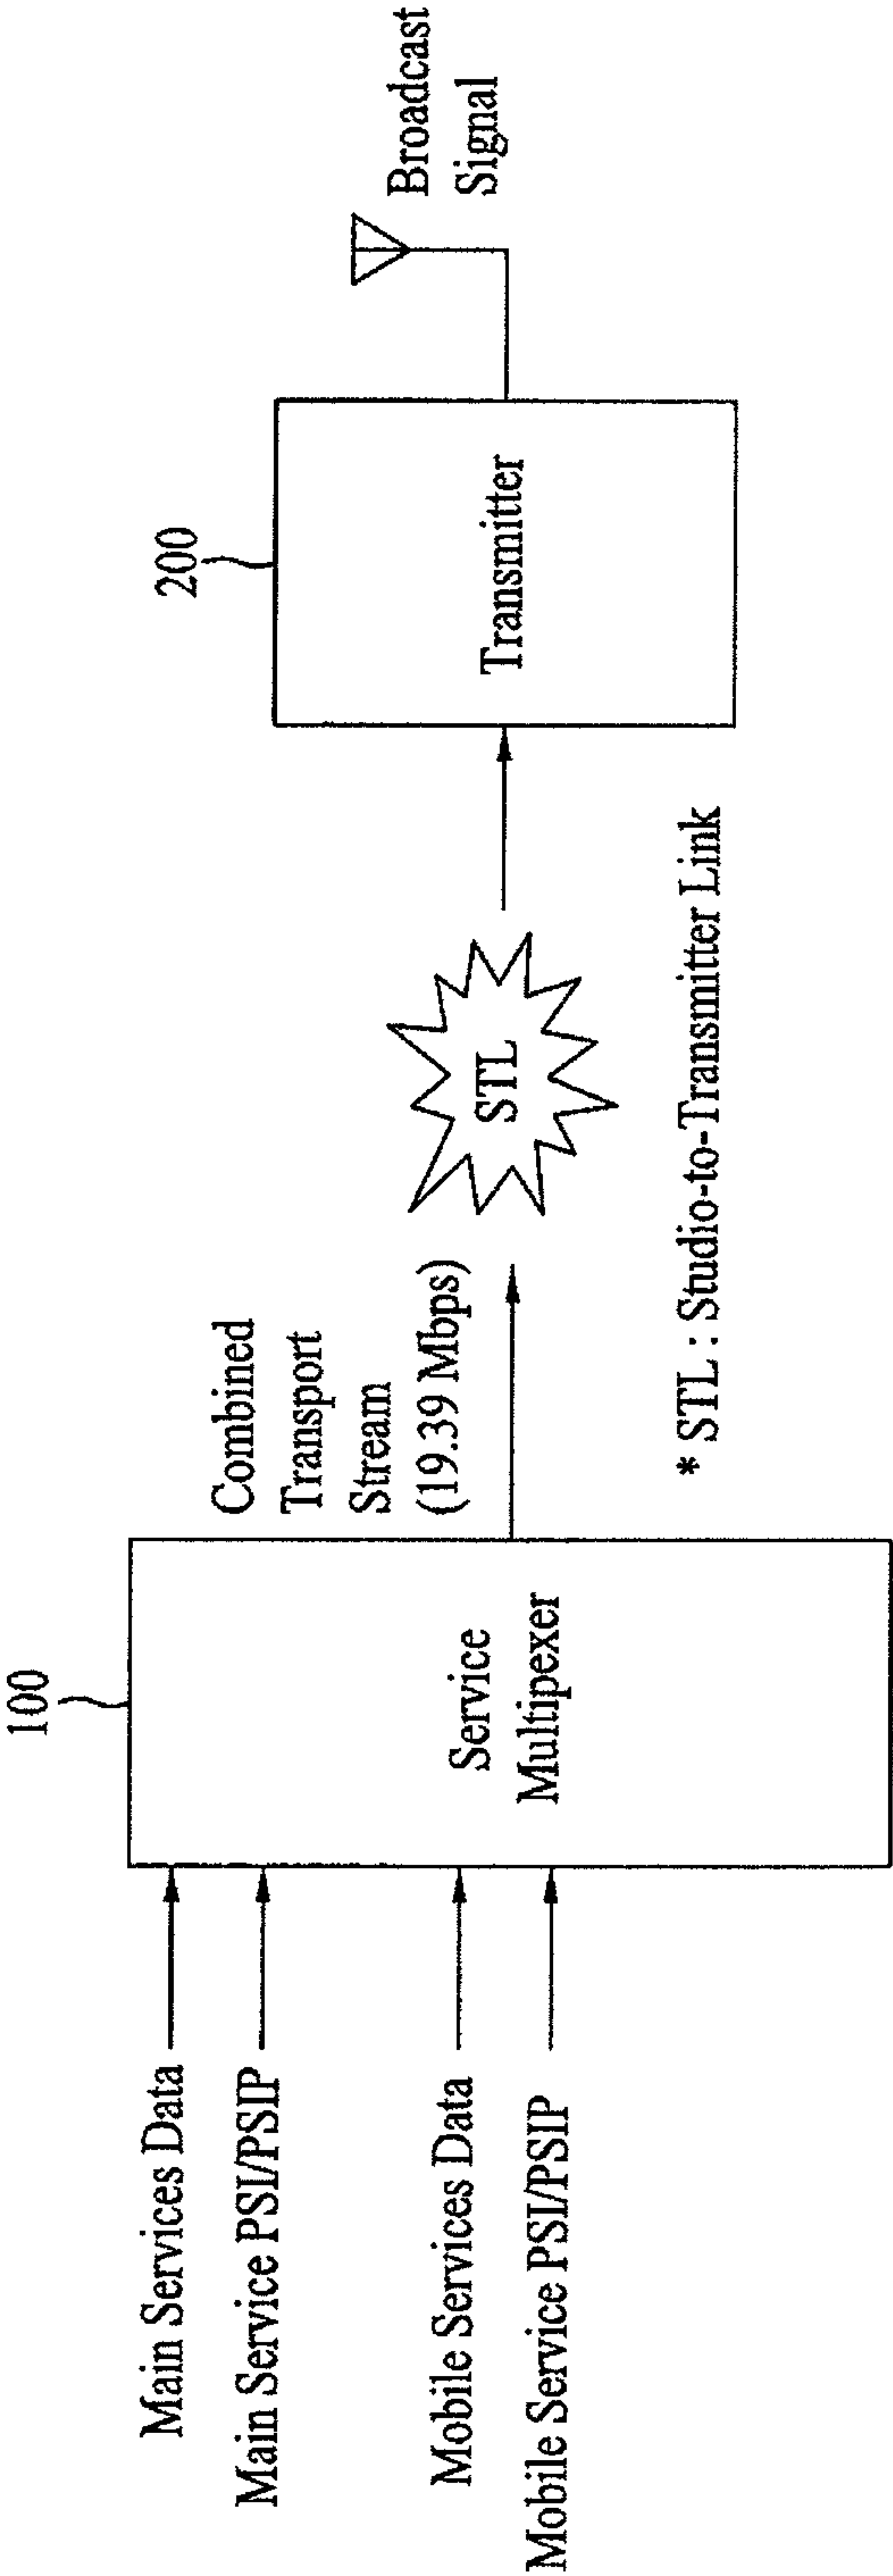 Main Services Data
Main Service PSI/PSIP
Mobile Services Data
Mobile Service PSI/PSIP
100
Service
Multipexer
Combined
Transport
Stream
(19.39 Mbps)
STL
200
Transmitter
Broadcast
Signal
* STL : Studio-to-Transmitter Link